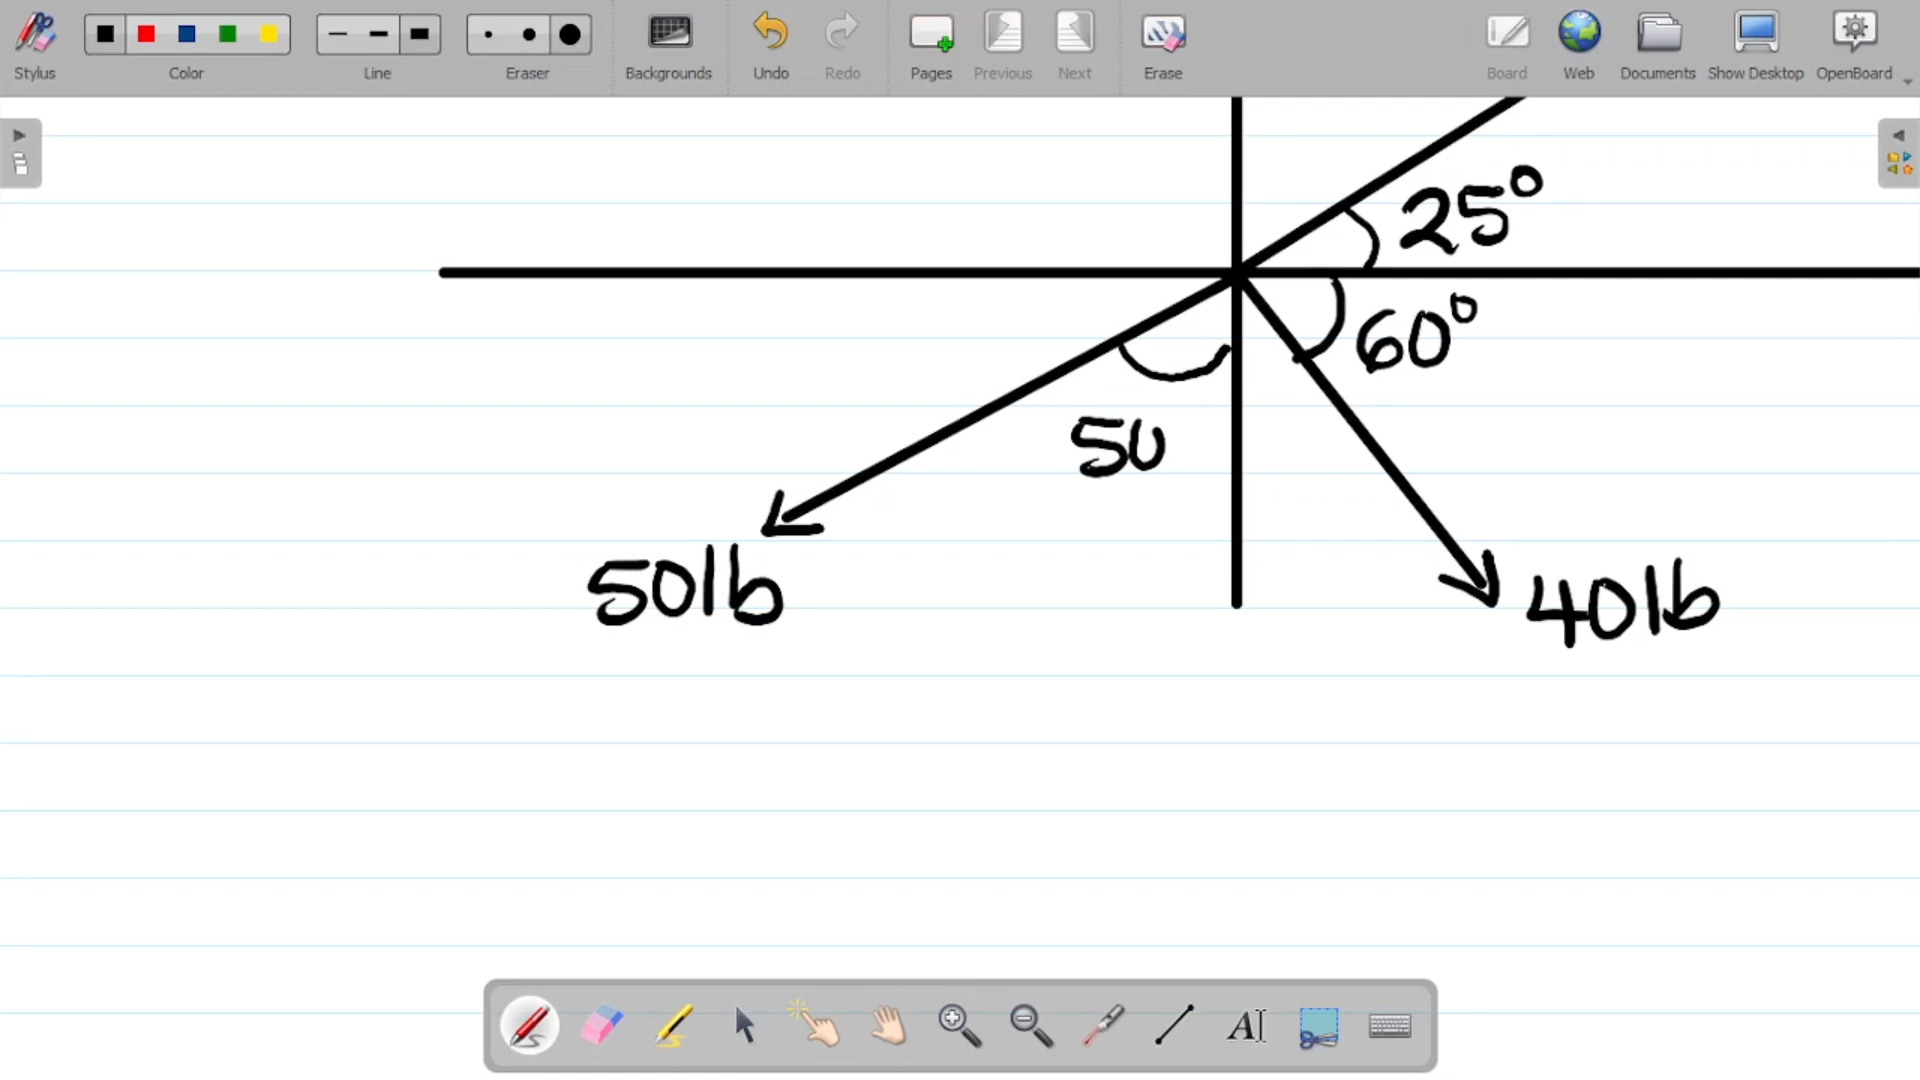 Stylus Color Line Eraser Backgrounds Undo Redo Pages Previous Next Erase Board Web Documents Show Desktop OpenBoard
25°
60°
50
50lb
40lb
A